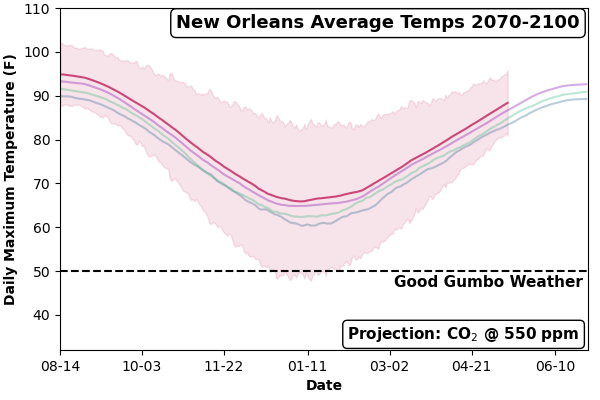 New Orleans Average Temps 2070-2100
Daily Maximum Temperature (F)
110
100
90
80
70
60
50
40
Good Gumbo Weather
Projection: CO₂ @ 550 ppm
08-14 10-03 11-22 01-11 03-02 04-21 06-10
Date